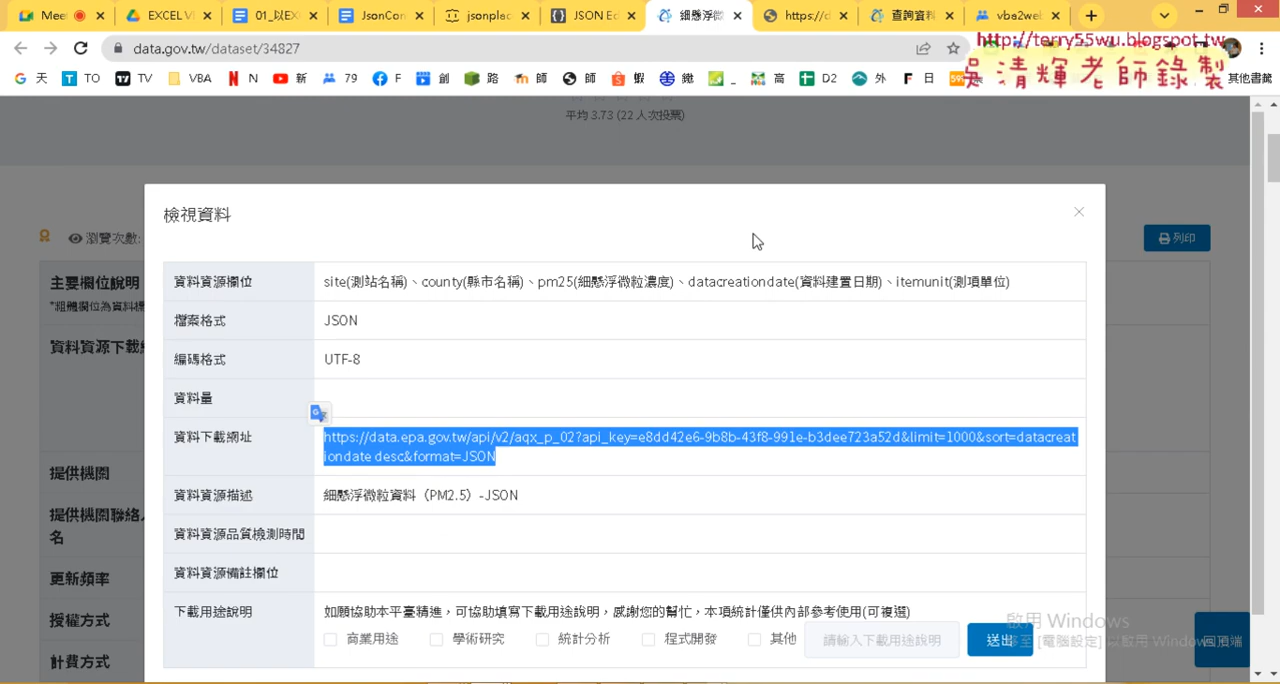 Meet
EXCEL V
01_以EX
JsonCon
jsonplac
JSON Ed
細懸浮微
https://d
查詢資料
vba2web
data.gov.tw/dataset/34827
http://terry55wu.blogspot.tw
吳清輝老師錄製
天
TO
TV
VBA
N
新
79
F
創
路
師
師
蝦
高
D2
外
日
其他書籤
平均 3.73 (22 人次投票)
檢視資料
瀏覽次數:
列印
主要欄位說明
資料資源下載
提供機關
提供機關聯絡
名
更新頻率
授權方式
計費方式
資料資源欄位 site(測站名稱)、county(縣市名稱)、pm25(細懸浮微粒濃度)、datacreationdate(資料建置日期)、itemunit(測項單位)
檔案格式 JSON
編碼格式 UTF-8
資料量
資料下載網址 https://data.epa.gov.tw/api/v2/aqx_p_02?api_key=e8dd42e6-9b8b-43f8-991e-b3dee723a52d&limit=1000&sort=datacreat
iondate desc&format=JSON
資料資源描述 細懸浮微粒資料（PM2.5）-JSON
資料資源品質檢測時間
資料資源備註欄位
下載用途說明 如願協助本平臺精進，可協助填寫下載用途說明，感謝您的幫忙，本項統計僅供內部參考使用(可複選)
商業用途 學術研究 統計分析 程式開發 其他 請輸入下載用途說明 送出
啟用 Windows
移至 [電腦設定] 以啟用 Windows
回頂端